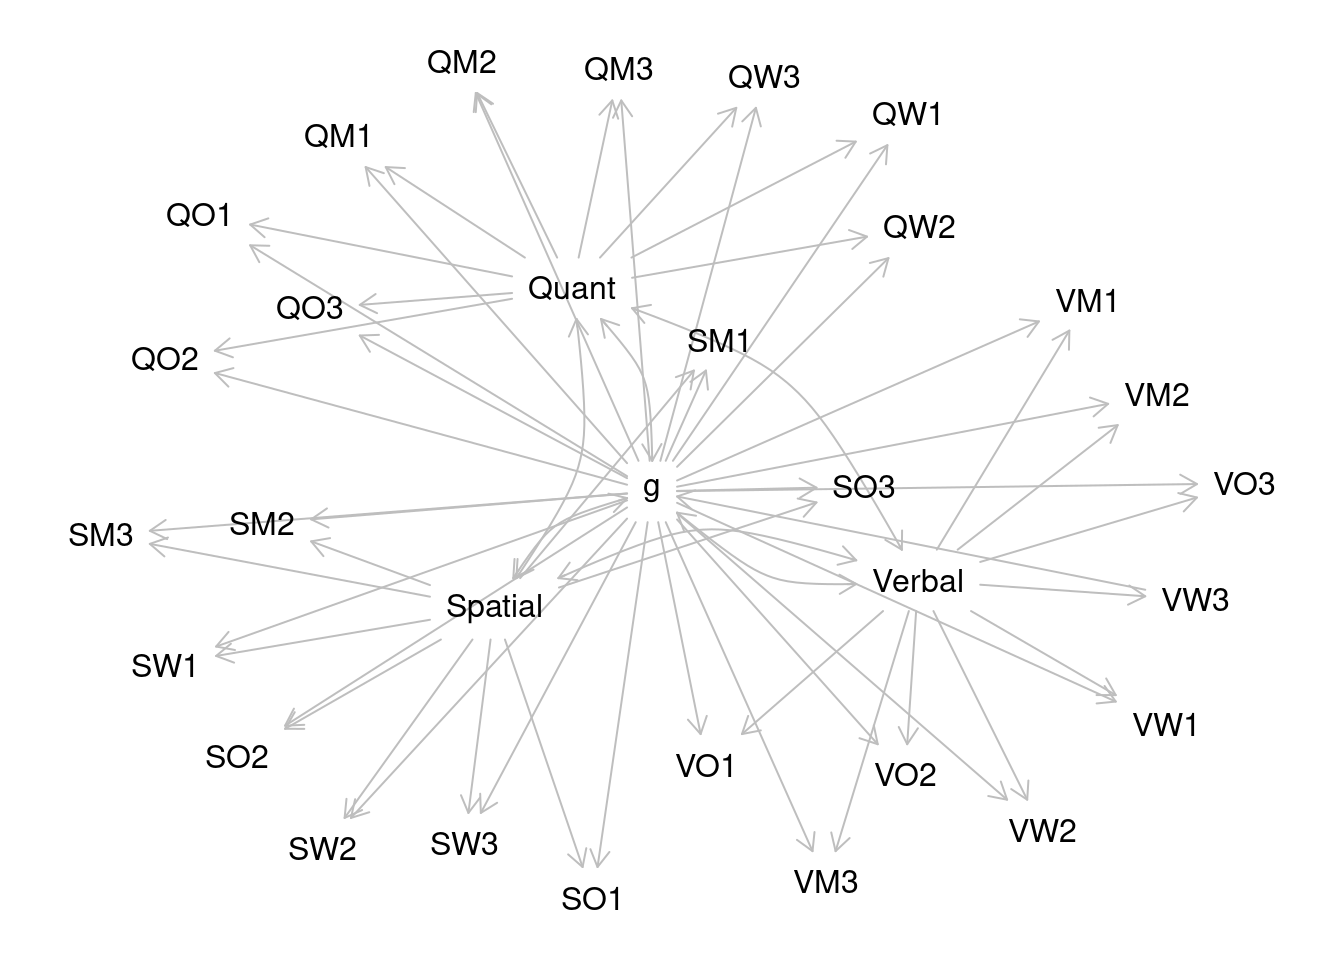 QM2
QM3
QW3
QW1
QM1
QO1
QW2
Quant
VM1
QO3
SM1
QO2
VM2
g
SO3
VO3
SM2
SM3
Verbal
VW3
Spatial
SW1
VW1
SO2
VO1
VO2
VW2
SW3
SW2
VM3
SO1